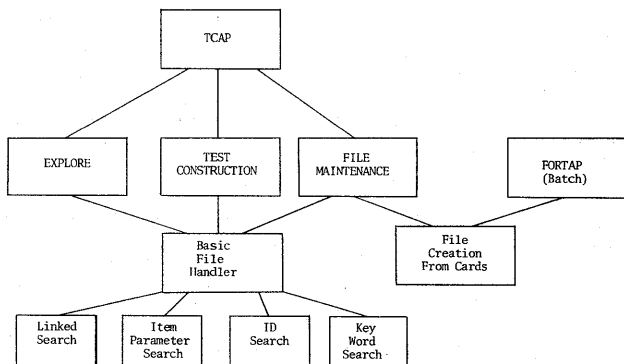 TCAP
EXPLORE
TEST
CONSTRUCTION
FILE
MAINTENANCE
FORTAP
(Batch)
Basic
File
Handler
File
Creation
From Cards
Linked
Search
Item
Parameter
Search
ID
Search
Key
Word
Search